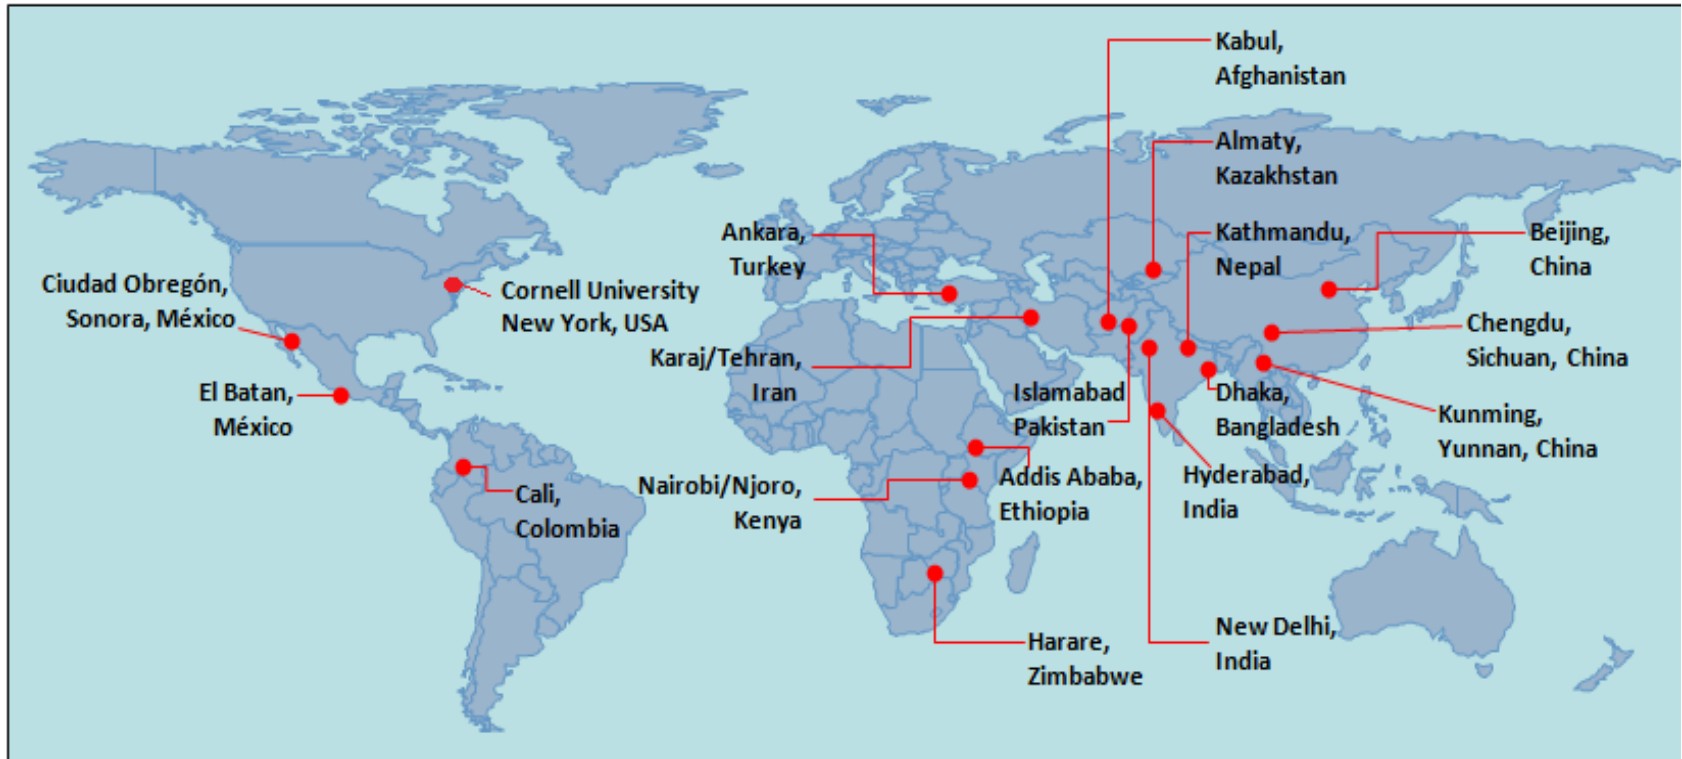 Kabul,
Afghanistan
Almaty,
Kazakhstan
Ankara,
Turkey
Kathmandu,
Nepal
Beijing,
China
Ciudad Obregón,
Sonora, México
Cornell University
New York, USA
Karaj/Tehran,
Iran
Chengdu,
Sichuan, China
El Batan,
México
Islamabad
Pakistan
Dhaka,
Bangladesh
Kunming,
Yunnan, China
Cali,
Colombia
Nairobi/Njoro,
Kenya
Addis Ababa,
Ethiopia
Hyderabad,
India
Harare,
Zimbabwe
New Delhi,
India